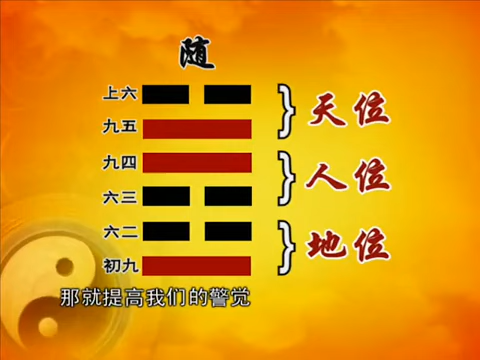 随
上六
九五
天位
九四
六三
人位
六二
初九
地位
那就提高我们的警觉